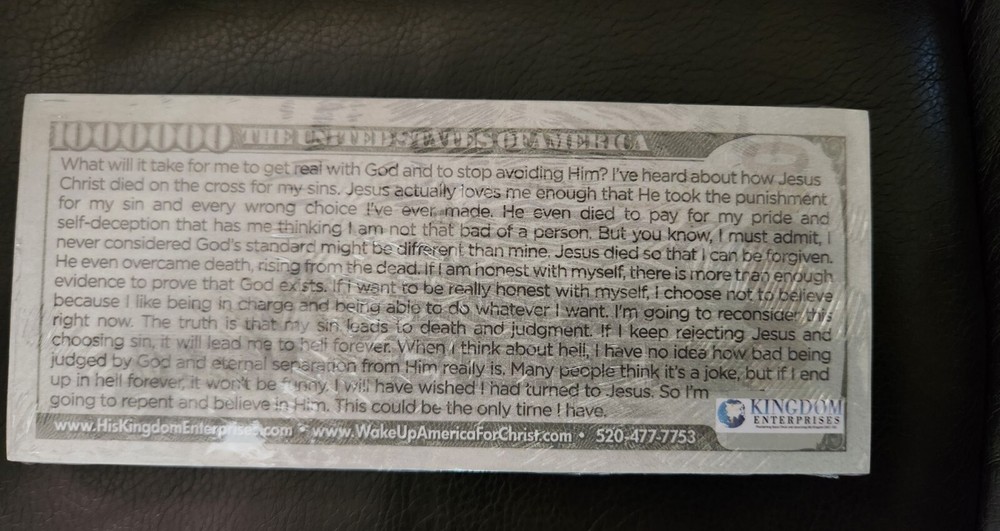 1000000 THE UNITED STATES OF AMERICA
What will it take for me to get real with God and to stop avoiding Him? I've heard about how Jesus
Christ died on the cross for my sins. Jesus actually loves me enough that He took the punishment
for my sin and every wrong choice I've ever made. He even died to pay for my pride and
self-deception that has me thinking I am not that bad of a person. But you know, I must admit, I
never considered God's standard might be different than mine. Jesus died so that I can be forgiven.
He even overcame death, rising from the dead. If I am honest with myself, there is more than enough
evidence to prove that God exists. If I want to be really honest with myself, I choose not to believe
because I like being in charge and being able to do whatever I want. I'm going to reconsider this
right now. The truth is that my sin leads to death and judgment. If I keep rejecting Jesus and
choosing sin, it will lead me to hell forever. When I think about hell, I have no idea how bad being
judged by God and eternal separation from Him really is. Many people think it's a joke, but if I end
up in hell forever, it won't be funny. I will have wished I had turned to Jesus. So I'm
going to repent and believe in Him. This could be the only time I have.
KINGDOM
ENTERPRISES
www.HisKingdomEnterprises.com • www.WakeUpAmericaForChrist.com • 520-477-7753